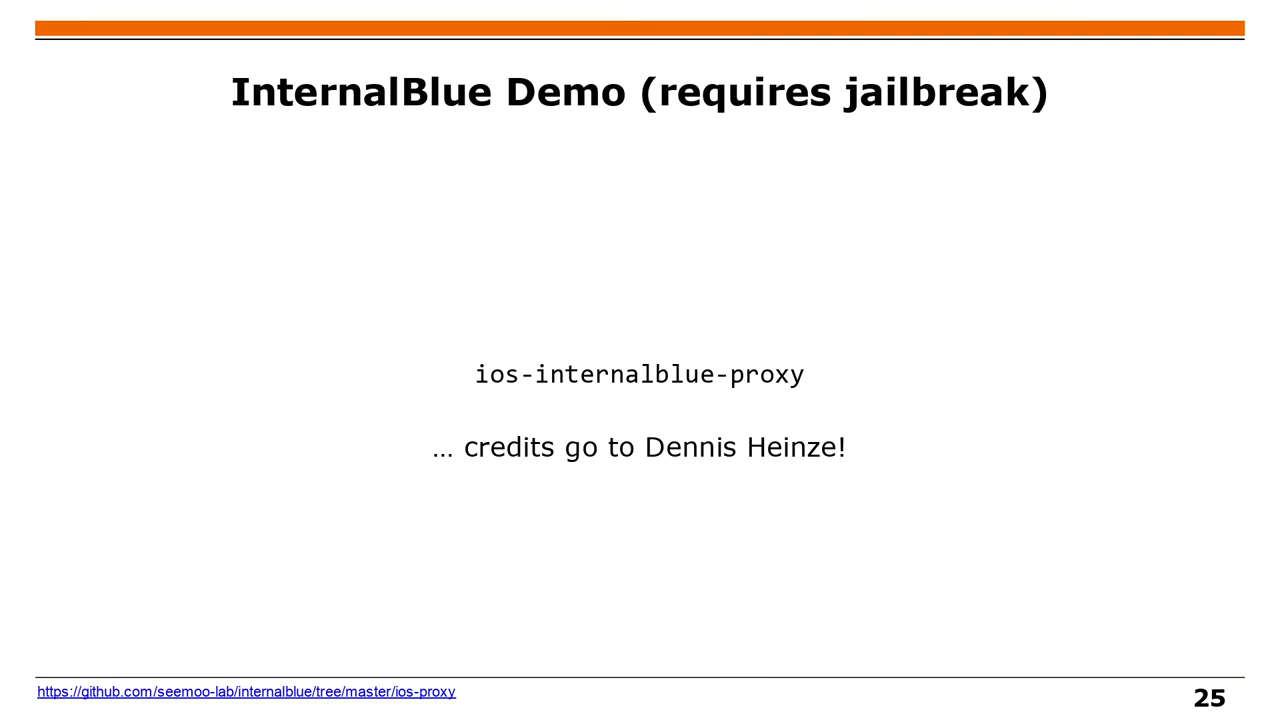 InternalBlue Demo (requires jailbreak)
ios-internalblue-proxy
… credits go to Dennis Heinze!
https://github.com/seemoo-lab/internalblue/tree/master/ios-proxy
25